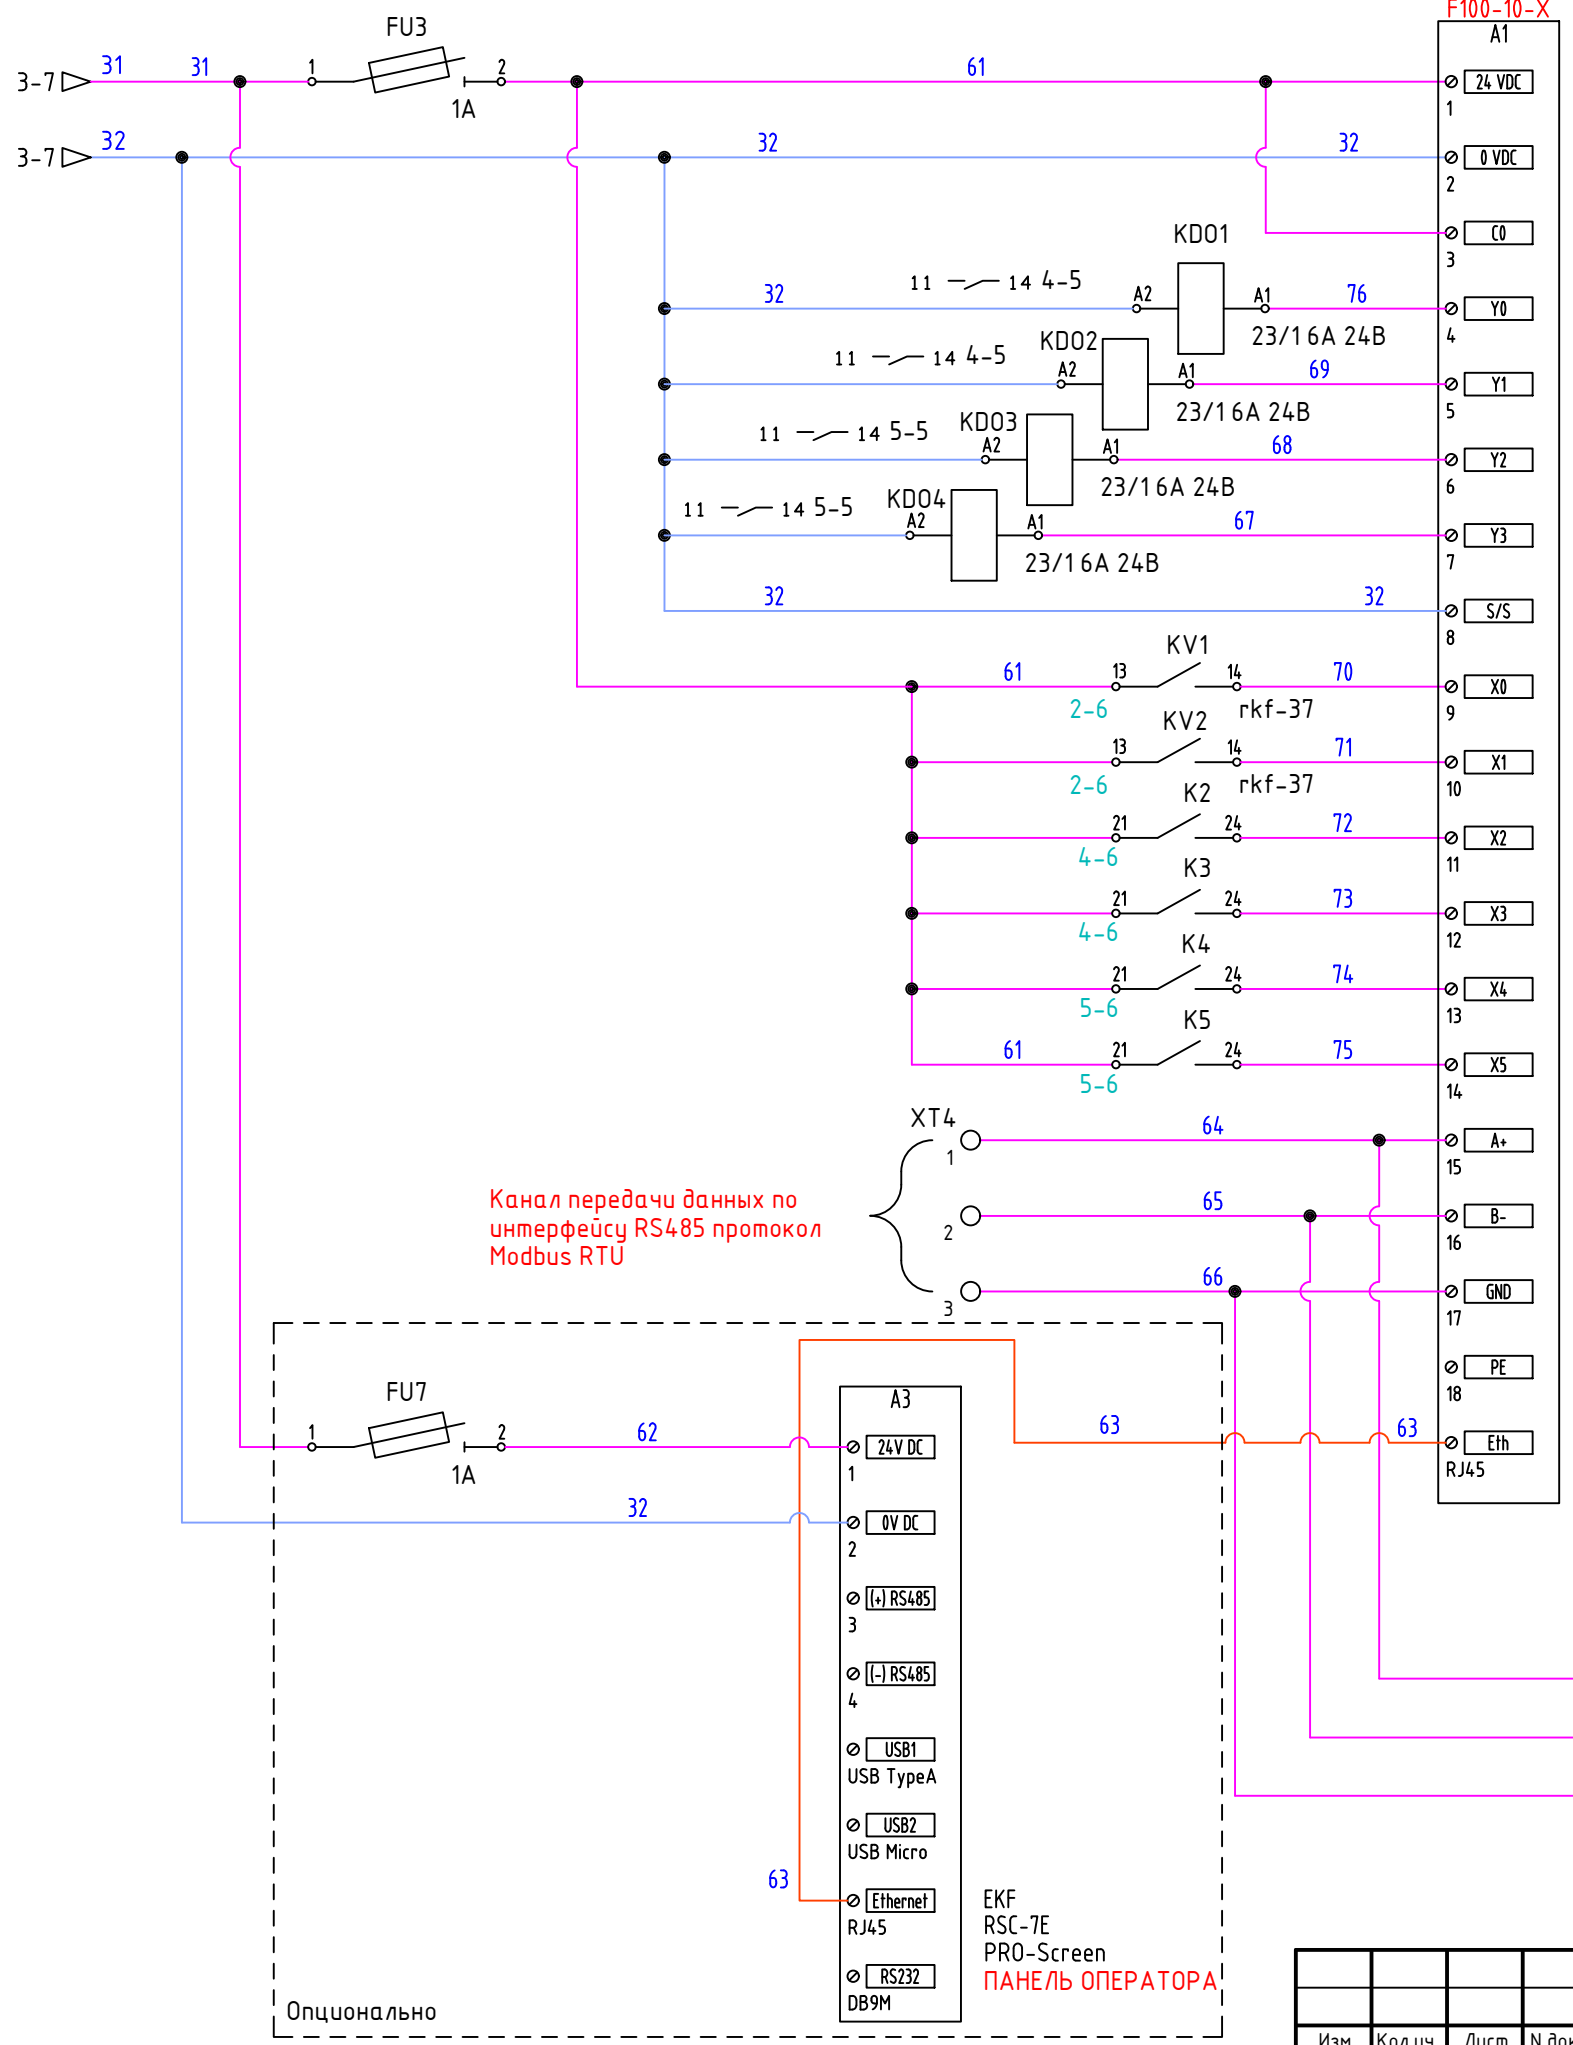 F100-10-X
A1
FU3
3-7
31
31
1
2
1A
61
24 VDC
1
3-7
32
32
32
0 VDC
2
C0
3
KD01
11
14 4-5
32
A2
A1
76
23/16A 24В
Y0
4
KD02
11
14 4-5
A2
A1
69
23/16A 24В
Y1
5
KD03
11
14 5-5
A2
A1
68
23/16A 24В
Y2
6
KD04
11
14 5-5
A2
A1
67
23/16A 24В
Y3
7
32
32
S/S
8
KV1
61
13
14
70
2-6
rkf-37
X0
9
KV2
13
14
71
2-6
rkf-37
X1
10
K2
21
24
72
4-6
X2
11
K3
21
24
73
4-6
X3
12
K4
21
24
74
5-6
X4
13
K5
61
21
24
75
5-6
X5
14
XT4
1
64
A+
15
Канал передачи данных по
интерфейсу RS485 протокол
Modbus RTU
2
65
B-
16
3
66
GND
17
PE
18
63
63
Eth
RJ45
FU7
1
2
1A
62
A3
24V DC
1
32
0V DC
2
(+) RS485
3
(-) RS485
4
USB1
USB TypeA
USB2
USB Micro
63
Ethernet
RJ45
RS232
DB9M
EKF
RSC-7E
PRO-Screen
ПАНЕЛЬ ОПЕРАТОРА
Опционально
Изм
Кол.уч
Лист
N док